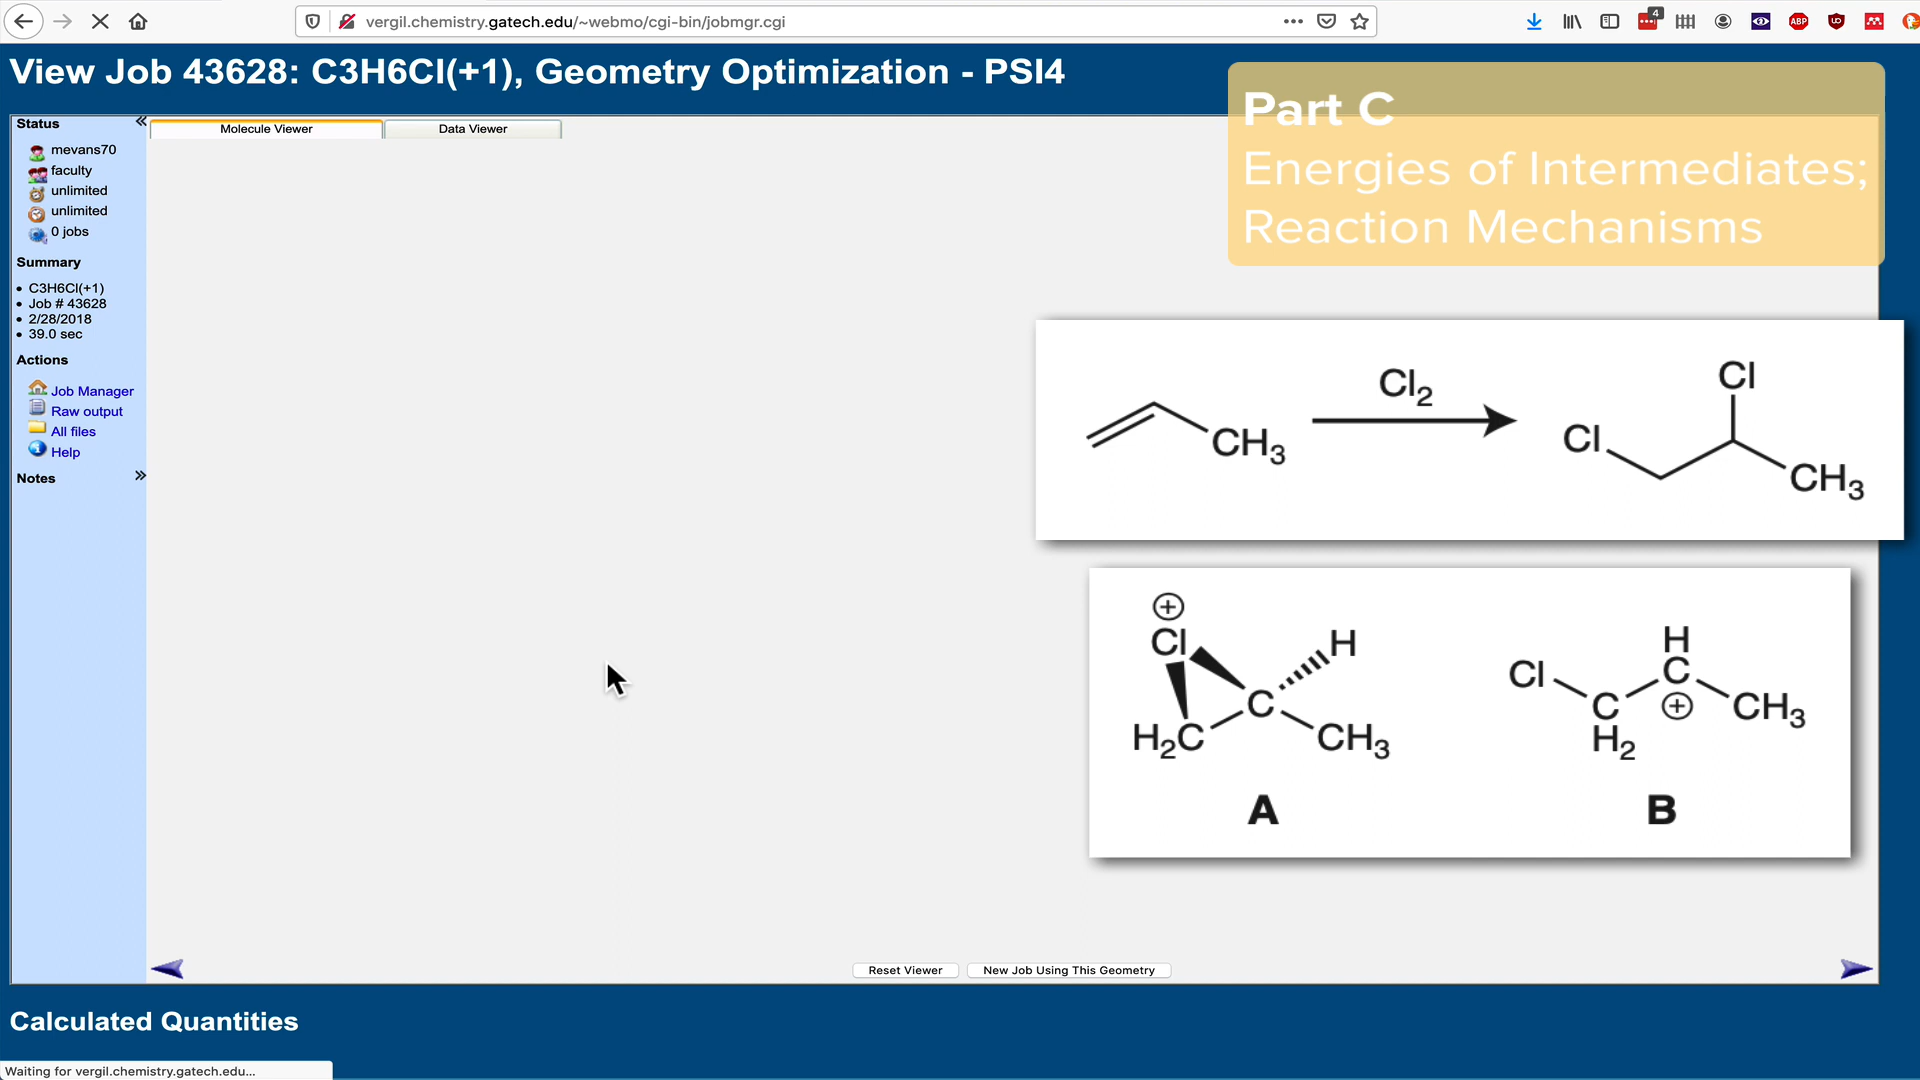 vergil.chemistry.gatech.edu/~webmo/cgi-bin/jobmgr.cgi
4
ABP
View Job 43628: C3H6Cl(+1), Geometry Optimization - PSI4
Part C
Energies of Intermediates;
Reaction Mechanisms
Status
Molecule Viewer
Data Viewer
mevans70
faculty
unlimited
unlimited
0 jobs
Summary
C3H6Cl(+1)
Job # 43628
2/28/2018
39.0 sec
Actions
Job Manager
Raw output
All files
Help
Notes
CH3
Cl2
Cl
Cl
CH3
+
Cl
H
H2C
C
CH3
A
Cl
C
H2
H
C
+
CH3
B
Reset Viewer
New Job Using This Geometry
Calculated Quantities
Waiting for vergil.chemistry.gatech.edu...